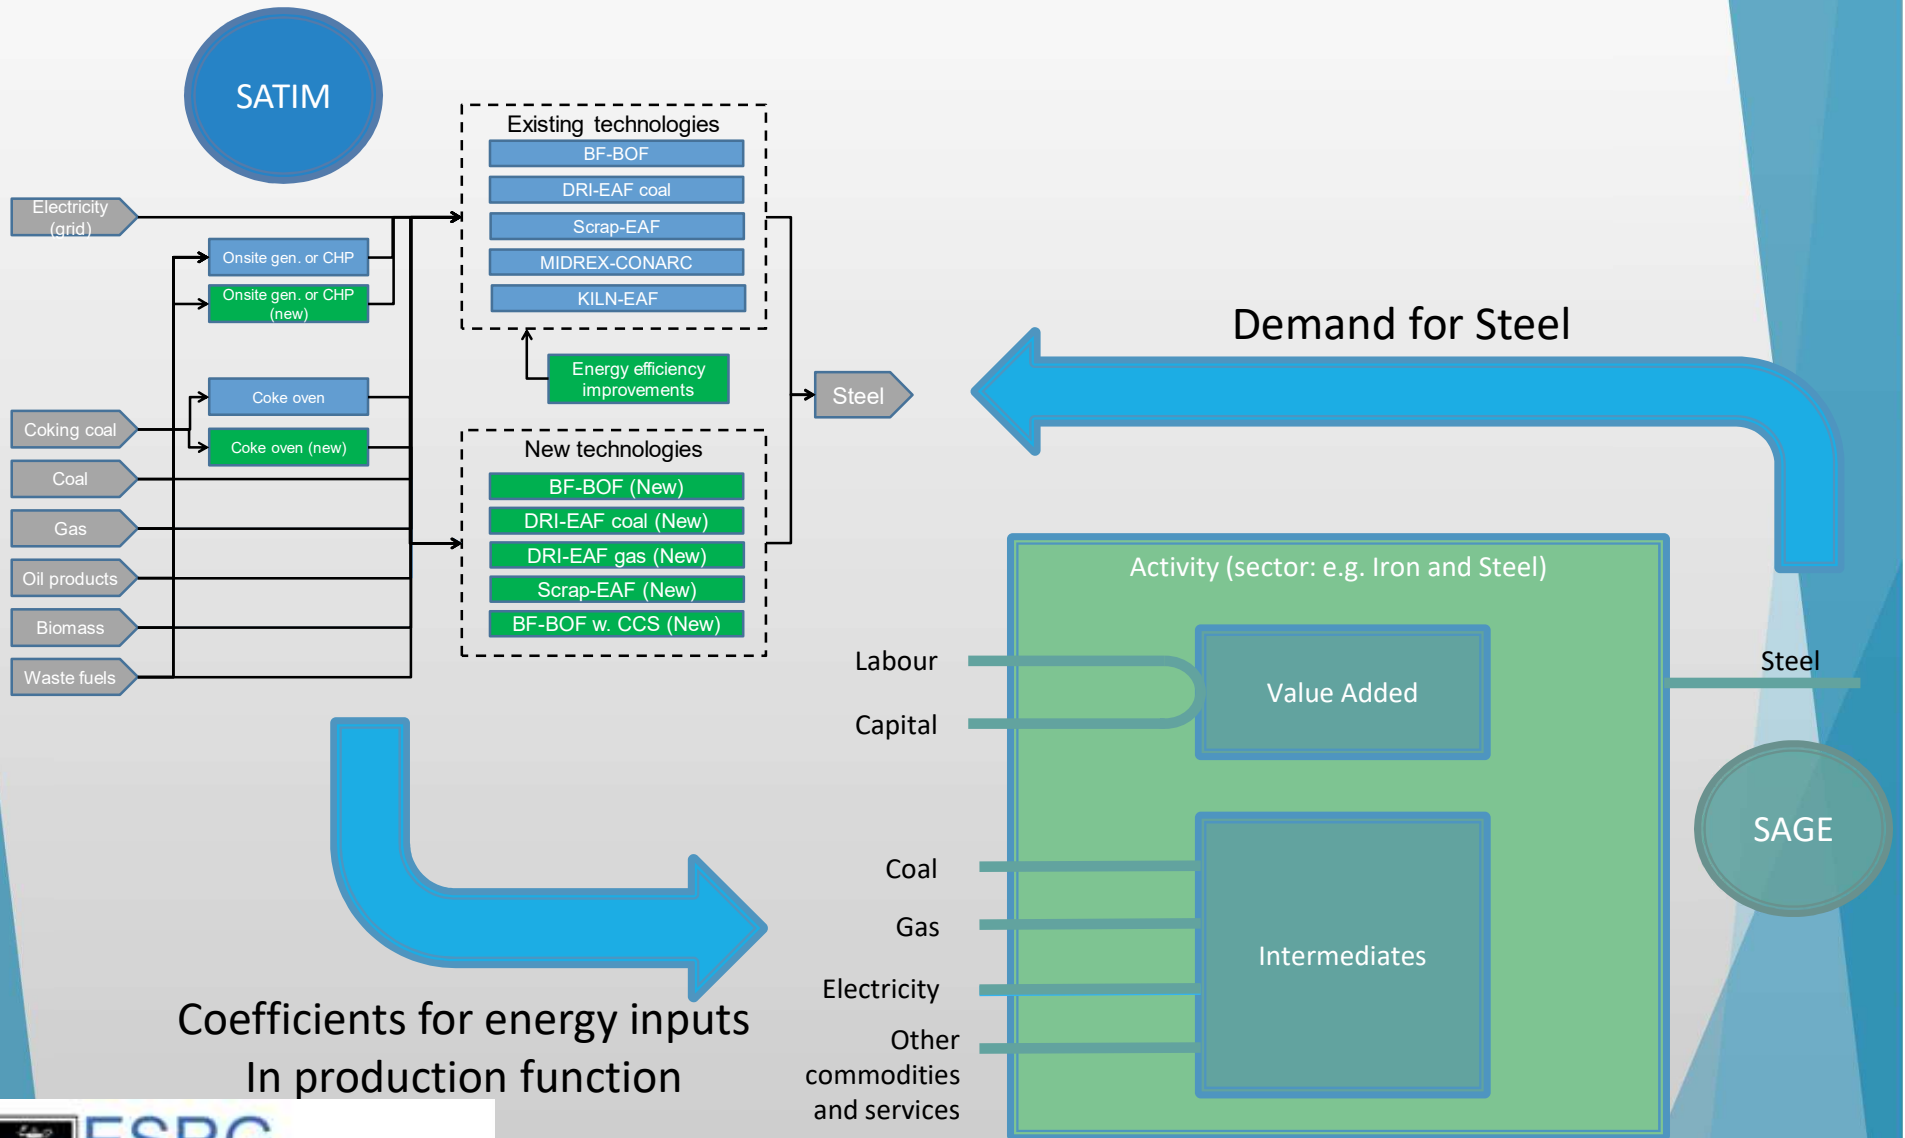 SATIM
Existing technologies
BF-BOF
DRI-EAF coal
Scrap-EAF
MIDREX-CONARC
KILN-EAF
Electricity
(grid)
Onsite gen. or CHP
Onsite gen. or CHP
(new)
Energy efficiency
improvements
Coke oven
Coke oven (new)
Steel
Coking coal
Coal
Gas
Oil products
Biomass
Waste fuels
New technologies
BF-BOF (New)
DRI-EAF coal (New)
DRI-EAF gas (New)
Scrap-EAF (New)
BF-BOF w. CCS (New)
Demand for Steel
Activity (sector: e.g. Iron and Steel)
Labour
Capital
Value Added
Steel
SAGE
Coal
Gas
Electricity
Other
commodities
and services
Intermediates
Coefficients for energy inputs
In production function
ESRG